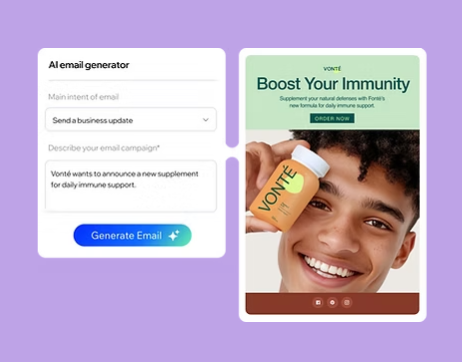 AI email generator
Main intent of email
Send a business update
Describe your email campaign*
Vonté wants to announce a new supplement
for daily immune support.
Generate Email
VONTÉ
Boost Your Immunity
Supplement your natural defenses with Fonté's
new formula for daily immune support
ORDER NOW
VONTÉ